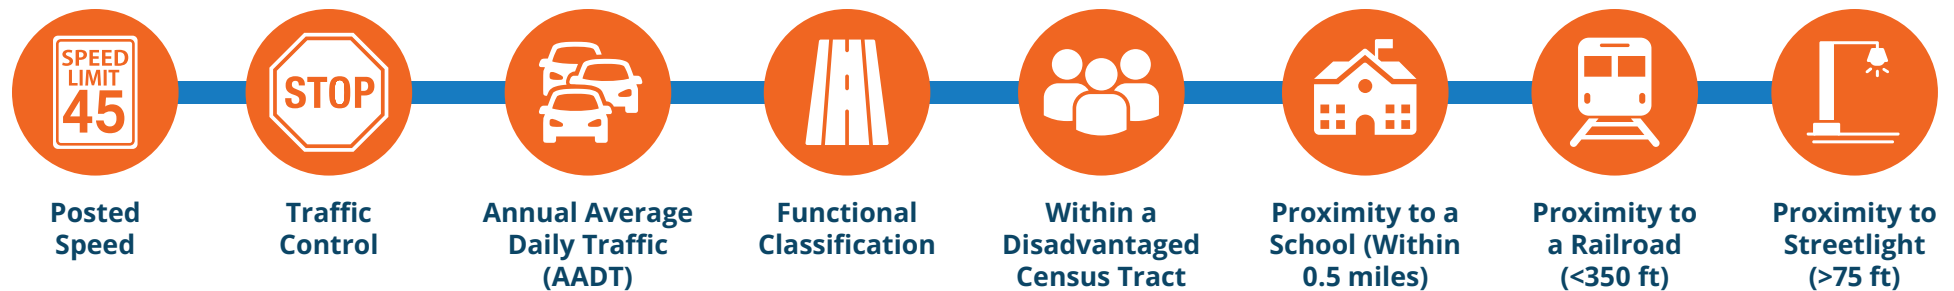 SPEED
LIMIT
45
STOP
Posted
Speed
Traffic
Control
Annual Average
Daily Traffic
(AADT)
Functional
Classification
Within a
Disadvantaged
Census Tract
Proximity to a
School (Within
0.5 miles)
Proximity to
a Railroad
(<350 ft)
Proximity to
Streetlight
(>75 ft)